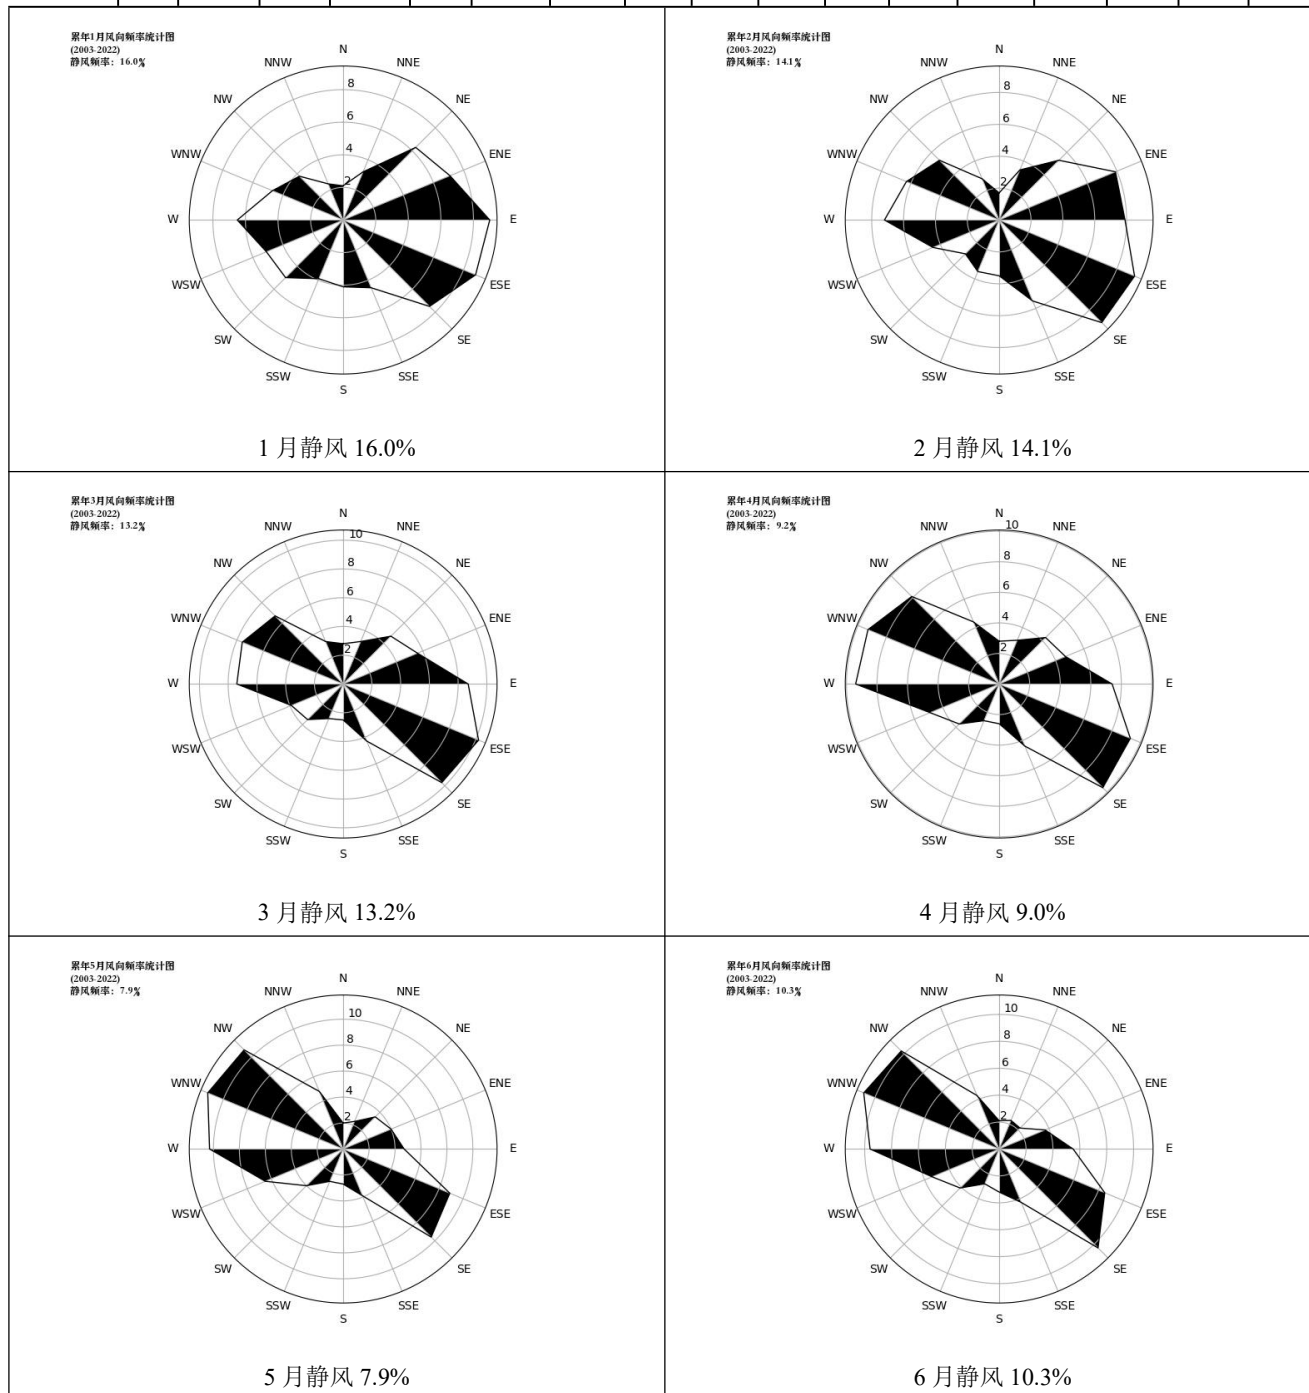 累年1月风向频率统计图
(2003-2022)
静风频率: 16.0%
N
NNE
NE
ENE
E
ESE
SE
SSE
S
SSW
SW
WSW
W
WNW
NW
NNW
8
6
4
2
1 月静风 16.0%
累年2月风向频率统计图
(2003-2022)
静风频率: 14.1%
N
NNE
NE
ENE
E
ESE
SE
SSE
S
SSW
SW
WSW
W
WNW
NW
NNW
8
6
4
2
2 月静风 14.1%
累年3月风向频率统计图
(2003-2022)
静风频率: 13.2%
N
NNE
NE
ENE
E
ESE
SE
SSE
S
SSW
SW
WSW
W
WNW
NW
NNW
10
8
6
4
2
3 月静风 13.2%
累年4月风向频率统计图
(2003-2022)
静风频率: 9.2%
N
NNE
NE
ENE
E
ESE
SE
SSE
S
SSW
SW
WSW
W
WNW
NW
NNW
10
8
6
4
2
4 月静风 9.0%
累年5月风向频率统计图
(2003-2022)
静风频率: 7.9%
N
NNE
NE
ENE
E
ESE
SE
SSE
S
SSW
SW
WSW
W
WNW
NW
NNW
10
8
6
4
2
5 月静风 7.9%
累年6月风向频率统计图
(2003-2022)
静风频率: 10.3%
N
NNE
NE
ENE
E
ESE
SE
SSE
S
SSW
SW
WSW
W
WNW
NW
NNW
10
8
6
4
2
6 月静风 10.3%